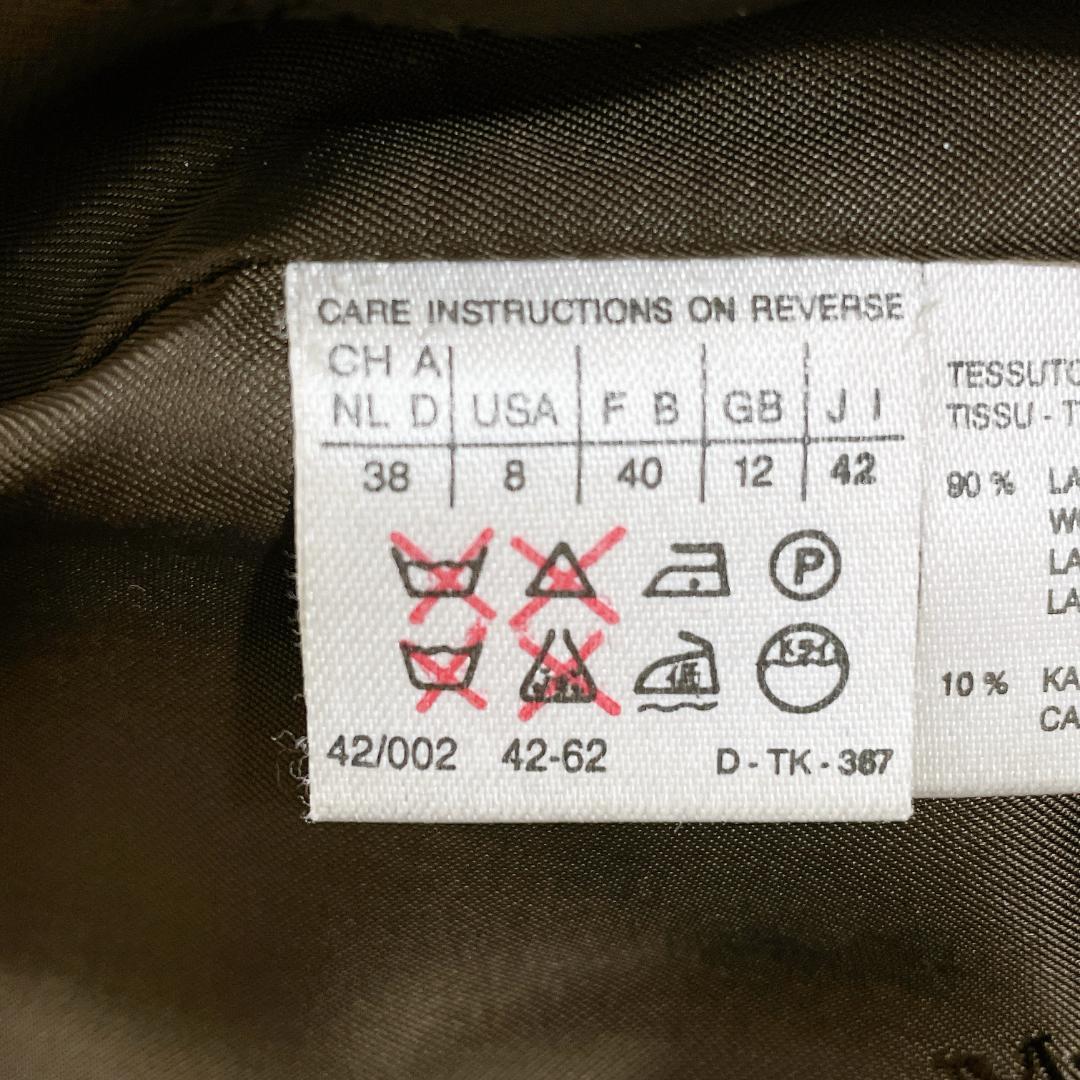 CARE INSTRUCTIONS ON REVERSE
CH A
NL D USA F B GB J I
38 8 40 12 42
P
42/002 42-62 D - TK - 367
TESSUTO
TISSU - T
90 % LA
WO
LA
LA
10 % KA
CA